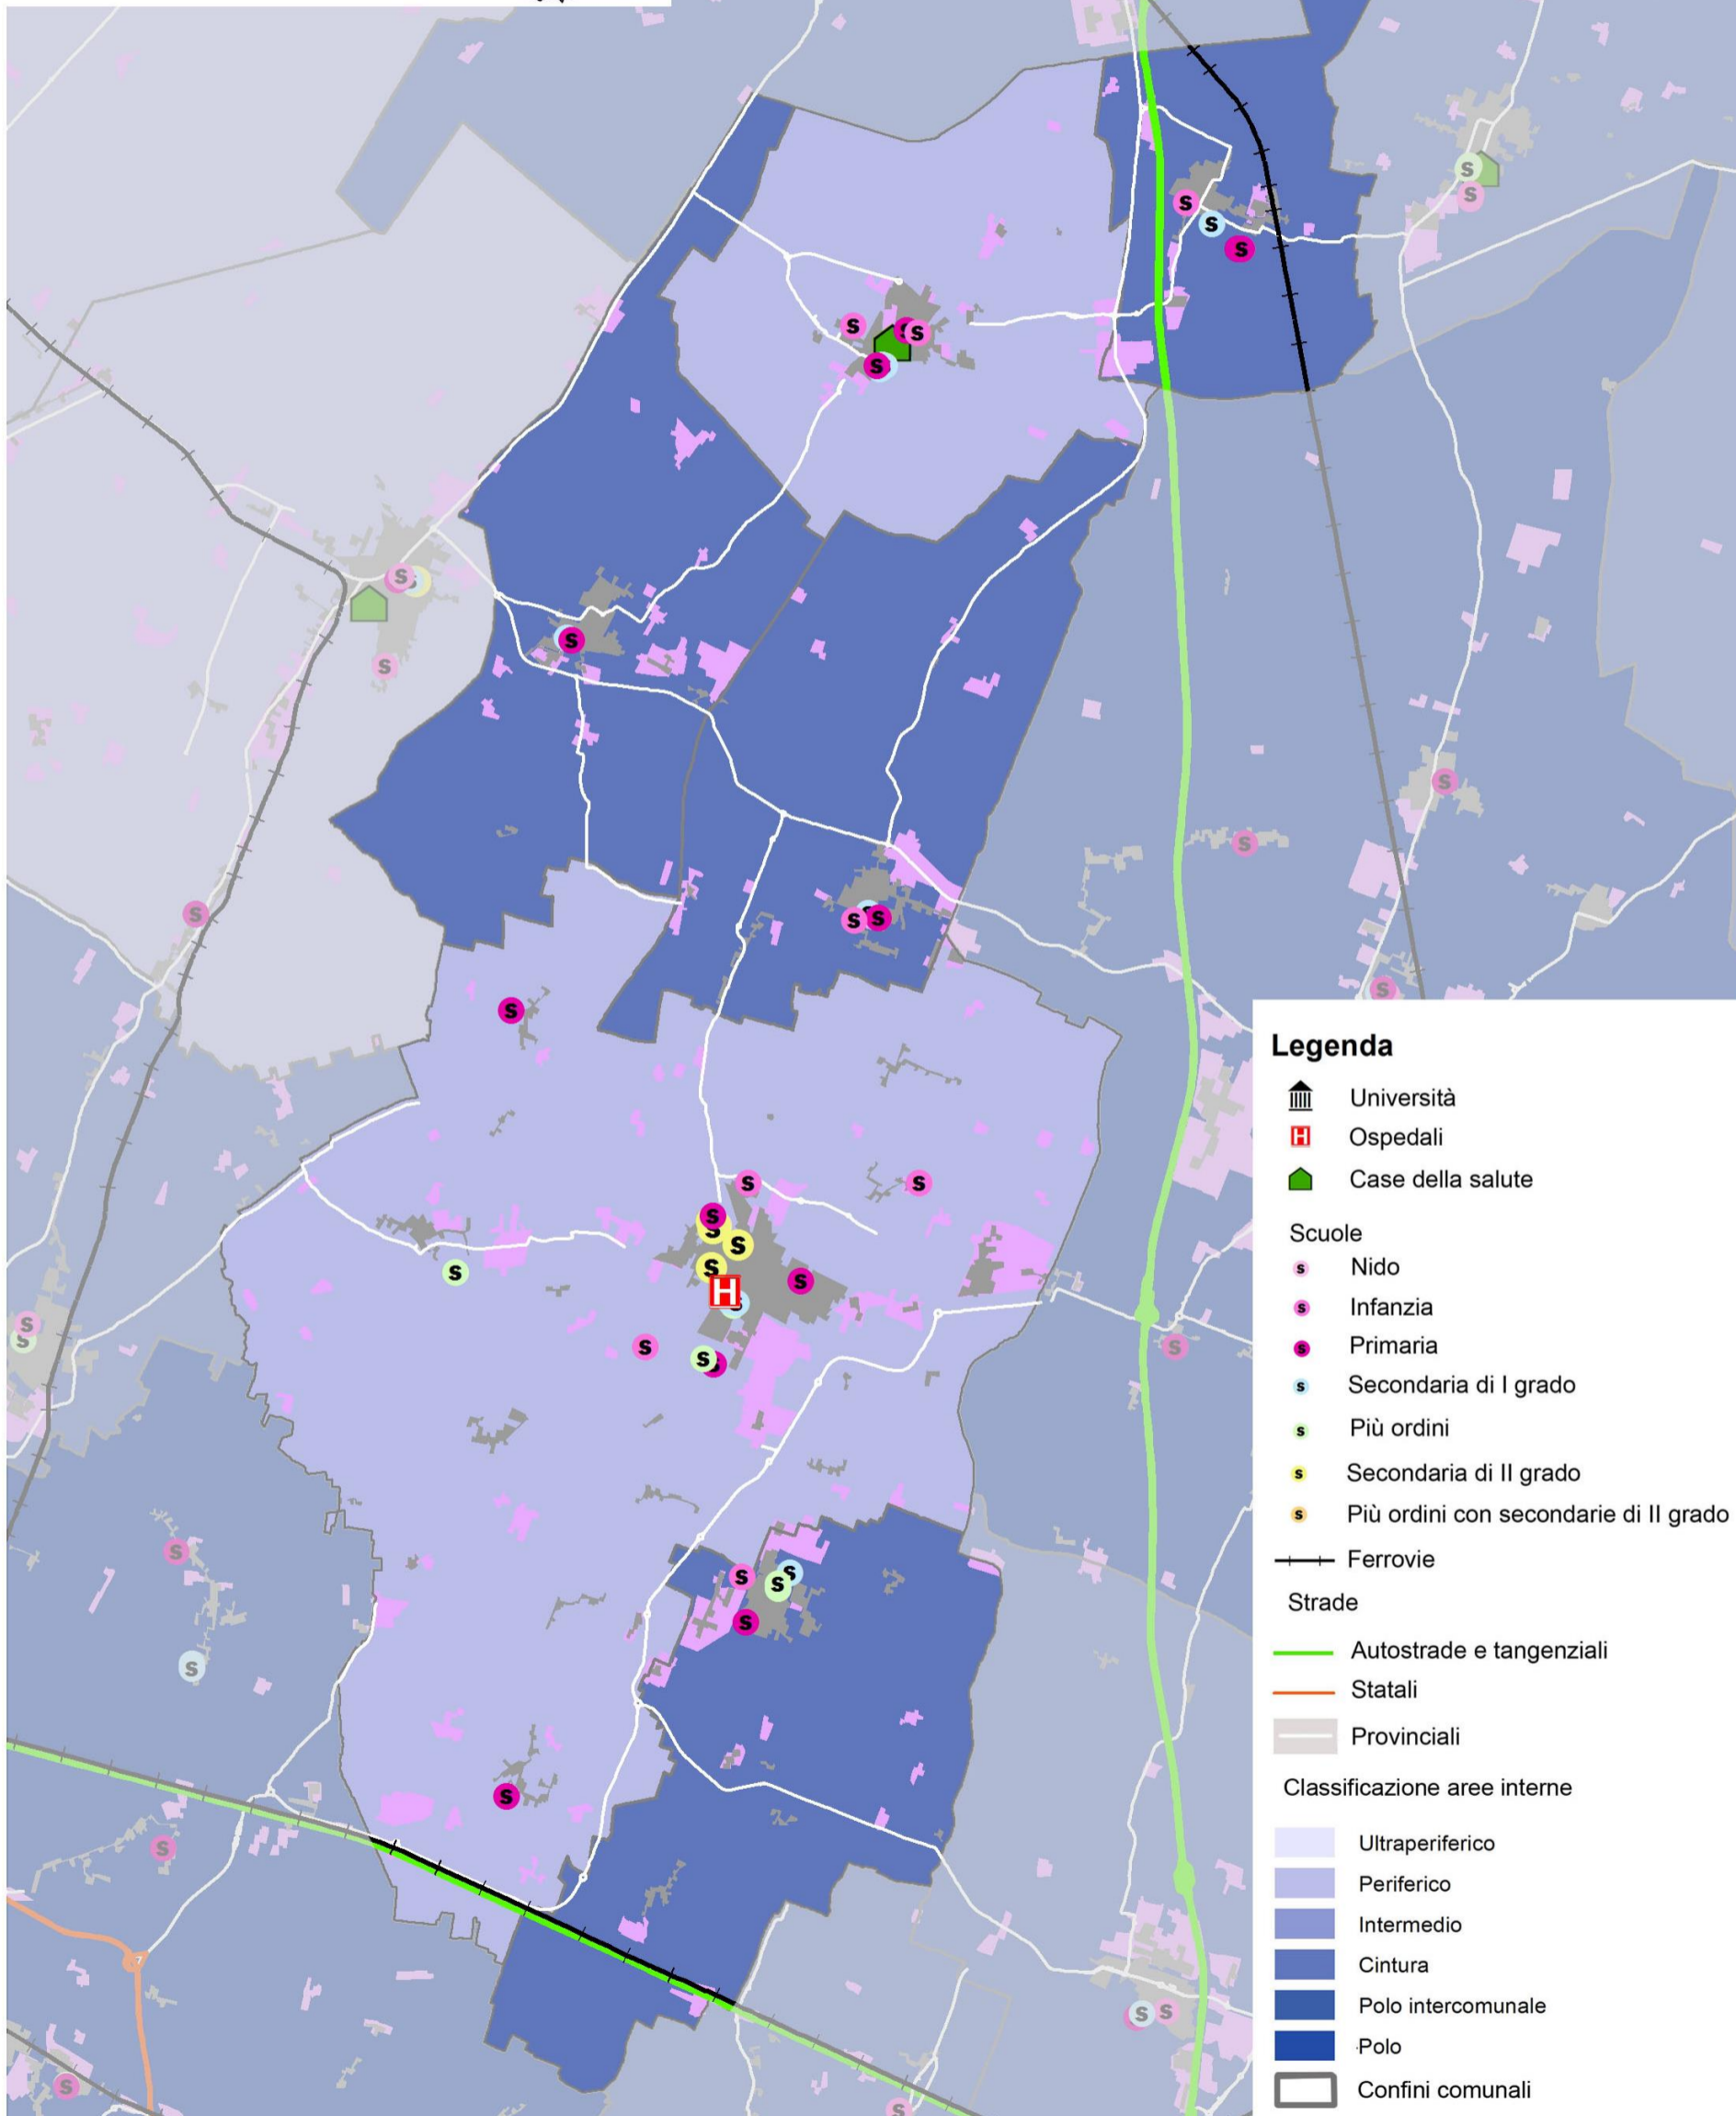 Legenda
Università
H Ospedali
Case della salute
Scuole
s Nido
s Infanzia
s Primaria
s Secondaria di I grado
s Più ordini
s Secondaria di II grado
s Più ordini con secondarie di II grado
Ferrovie
Strade
Autostrade e tangenziali
Statali
Provinciali
Classificazione aree interne
Ultraperiferico
Periferico
Intermedio
Cintura
Polo intercomunale
Polo
Confini comunali